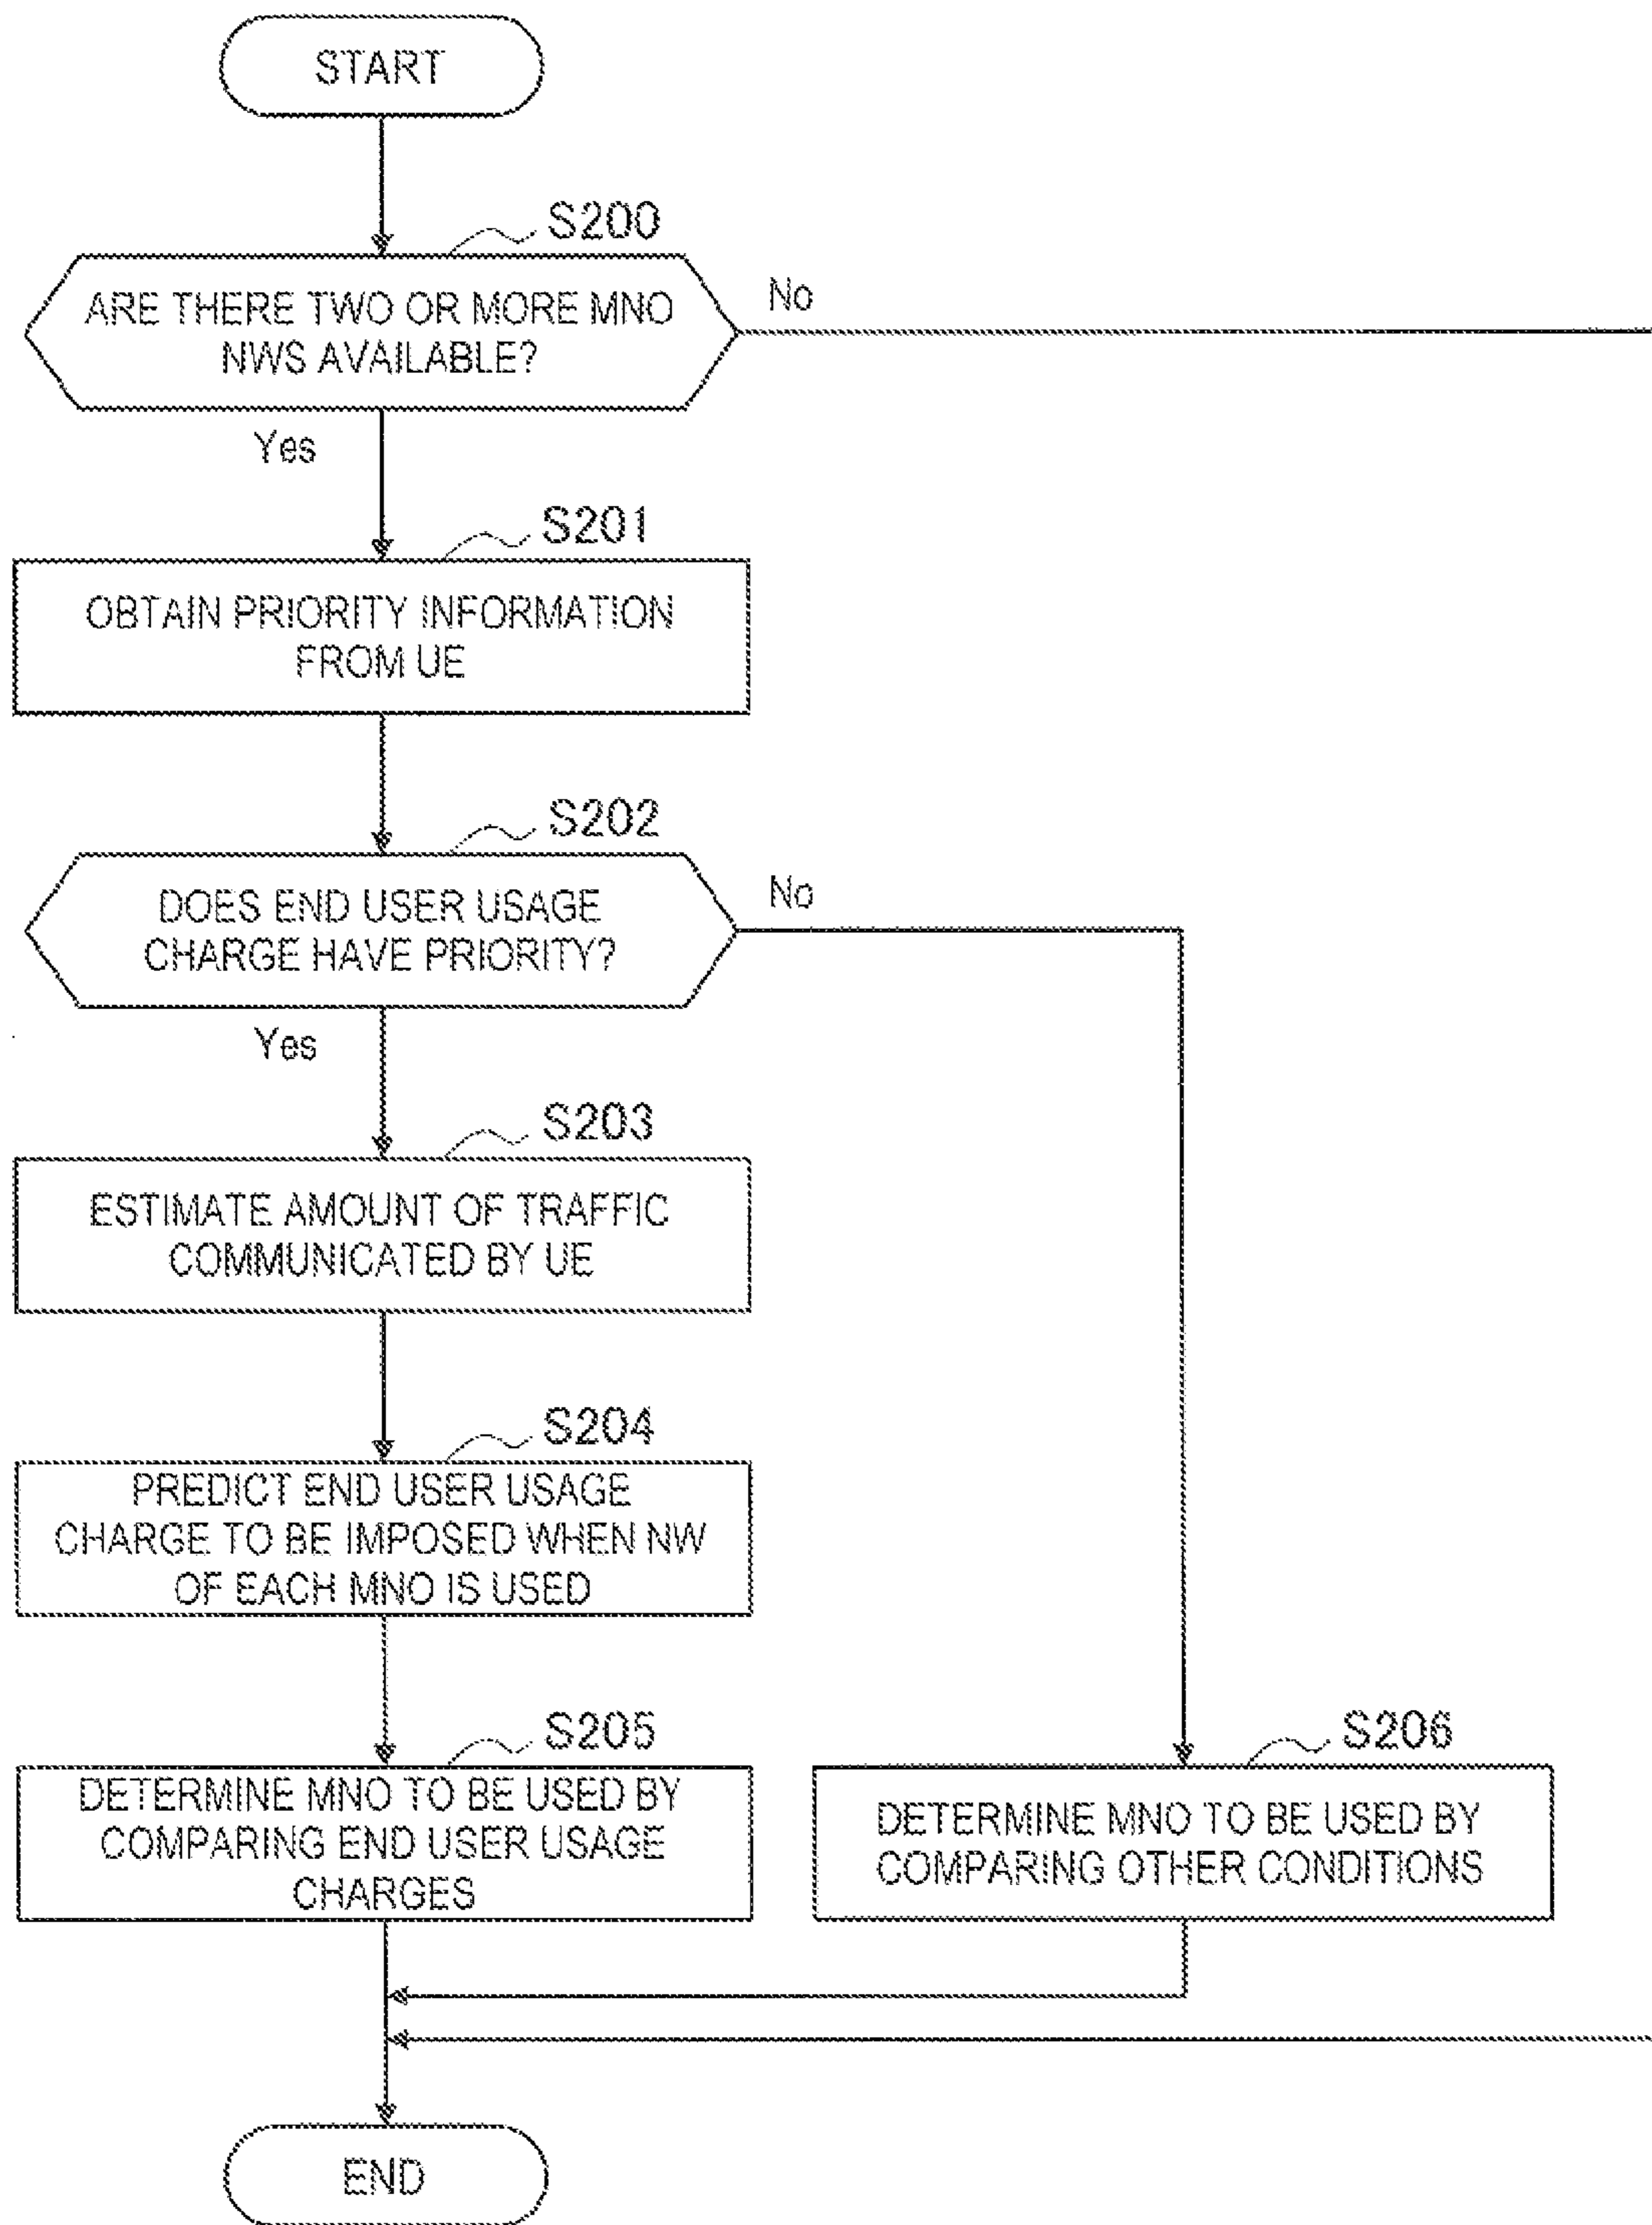 START
S200
ARE THERE TWO OR MORE MNO
NWS AVAILABLE?
No
Yes
S201
OBTAIN PRIORITY INFORMATION
FROM UE
S202
DOES END USER USAGE
CHARGE HAVE PRIORITY?
No
Yes
S203
ESTIMATE AMOUNT OF TRAFFIC
COMMUNICATED BY UE
S204
PREDICT END USER USAGE
CHARGE TO BE IMPOSED WHEN NW
OF EACH MNO IS USED
S205
DETERMINE MNO TO BE USED BY
COMPARING END USER USAGE
CHARGES
S206
DETERMINE MNO TO BE USED BY
COMPARING OTHER CONDITIONS
END